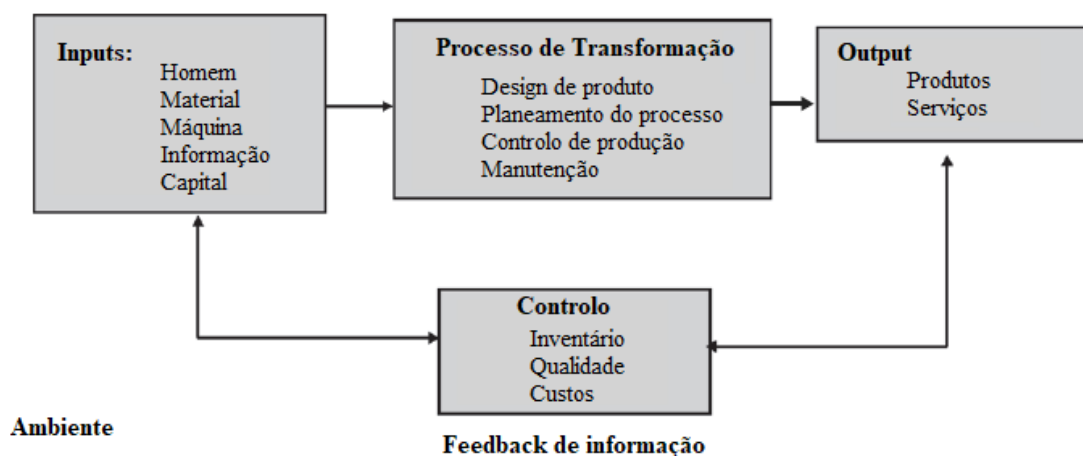 Inputs:
Homem
Material
Máquina
Informação
Capital
Processo de Transformação
Design de produto
Planeamento do processo
Controlo de produção
Manutenção
Output
Produtos
Serviços
Controlo
Inventário
Qualidade
Custos
Ambiente
Feedback de informação